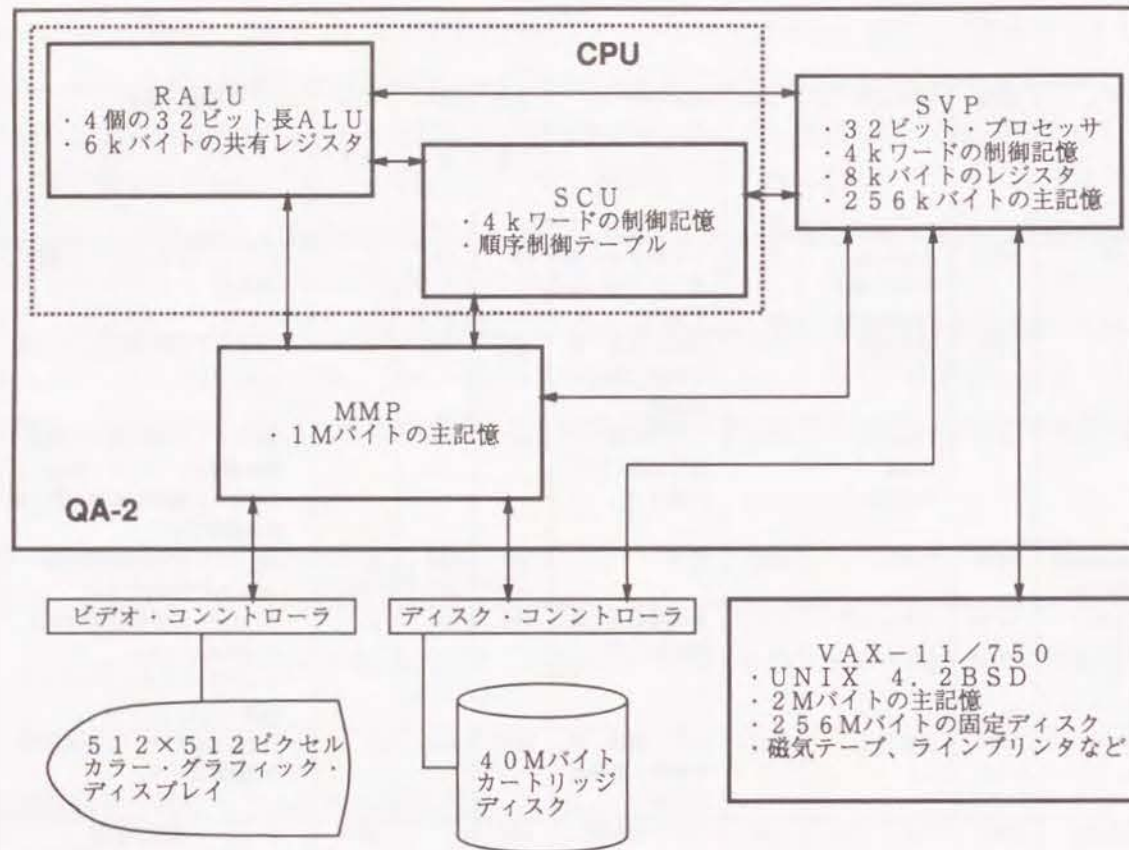 CPU
RALU
・4個の32ビット長ALU
・6kバイトの共有レジスタ
SCU
・4kワードの制御記憶
・順序制御テーブル
SVP
・32ビット・プロセッサ
・4kワードの制御記憶
・8kバイトのレジスタ
・256kバイトの主記憶
MMP
・1Mバイトの主記憶
QA-2
ビデオ・コンントローラ
ディスク・コンントローラ
512×512ピクセル
カラー・グラフィック・
ディスプレイ
40Mバイト
カートリッジ
ディスク
VAX-11/750
・UNIX 4.2BSD
・2Mバイトの主記憶
・256Mバイトの固定ディスク
・磁気テープ、ラインプリンタなど